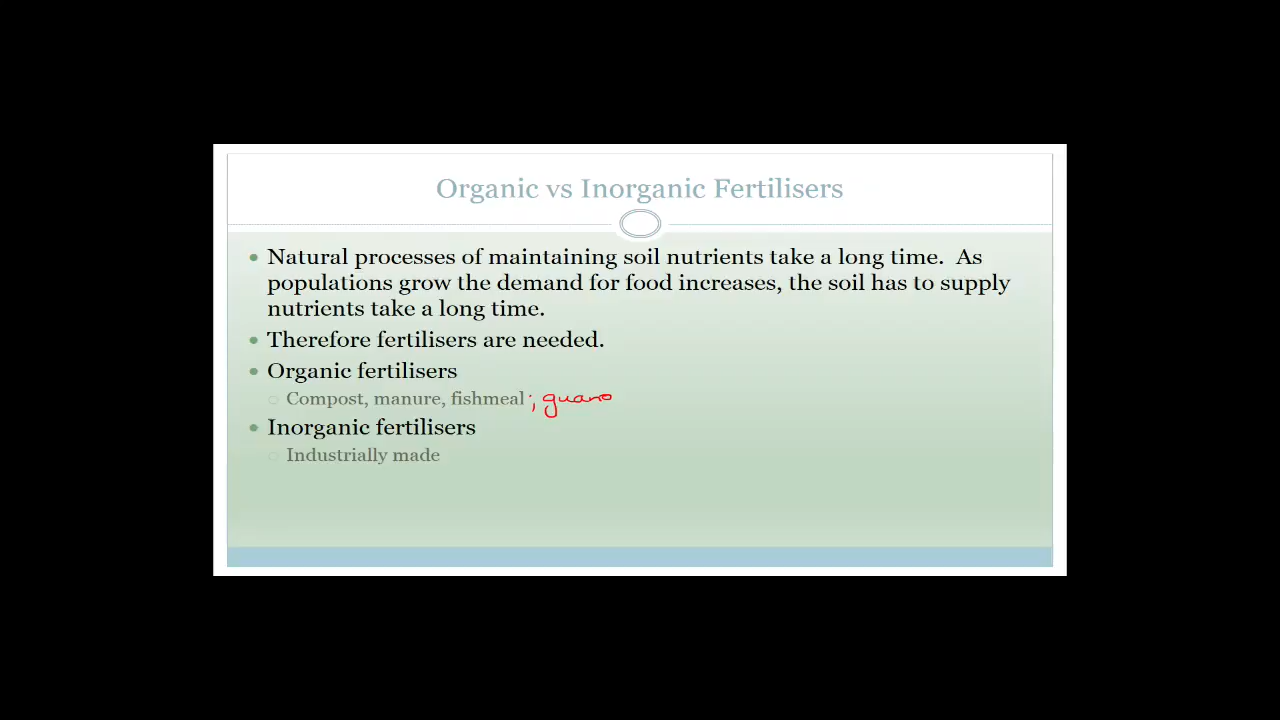 Organic vs Inorganic Fertilisers
Natural processes of maintaining soil nutrients take a long time. As
populations grow the demand for food increases, the soil has to supply
nutrients take a long time.
Therefore fertilisers are needed.
Organic fertilisers
Compost, manure, fishmeal ; guano
Inorganic fertilisers
Industrially made